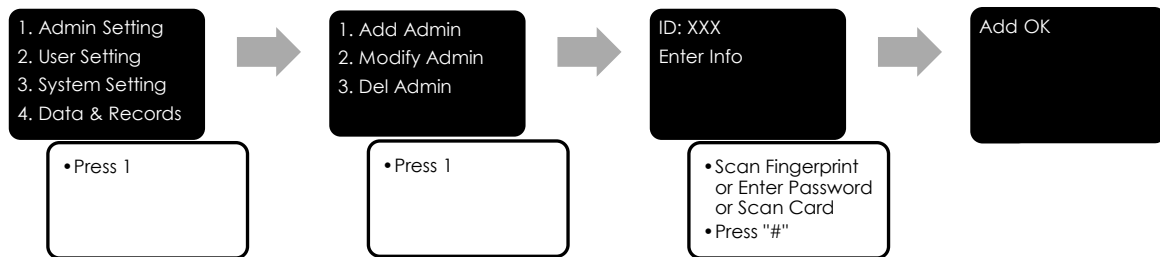 1. Admin Setting
2. User Setting
3. System Setting
4. Data & Records
•Press 1
1. Add Admin
2. Modify Admin
3. Del Admin
•Press 1
ID: XXX
Enter Info
•Scan Fingerprint
or Enter Password
or Scan Card
•Press "#"
Add OK